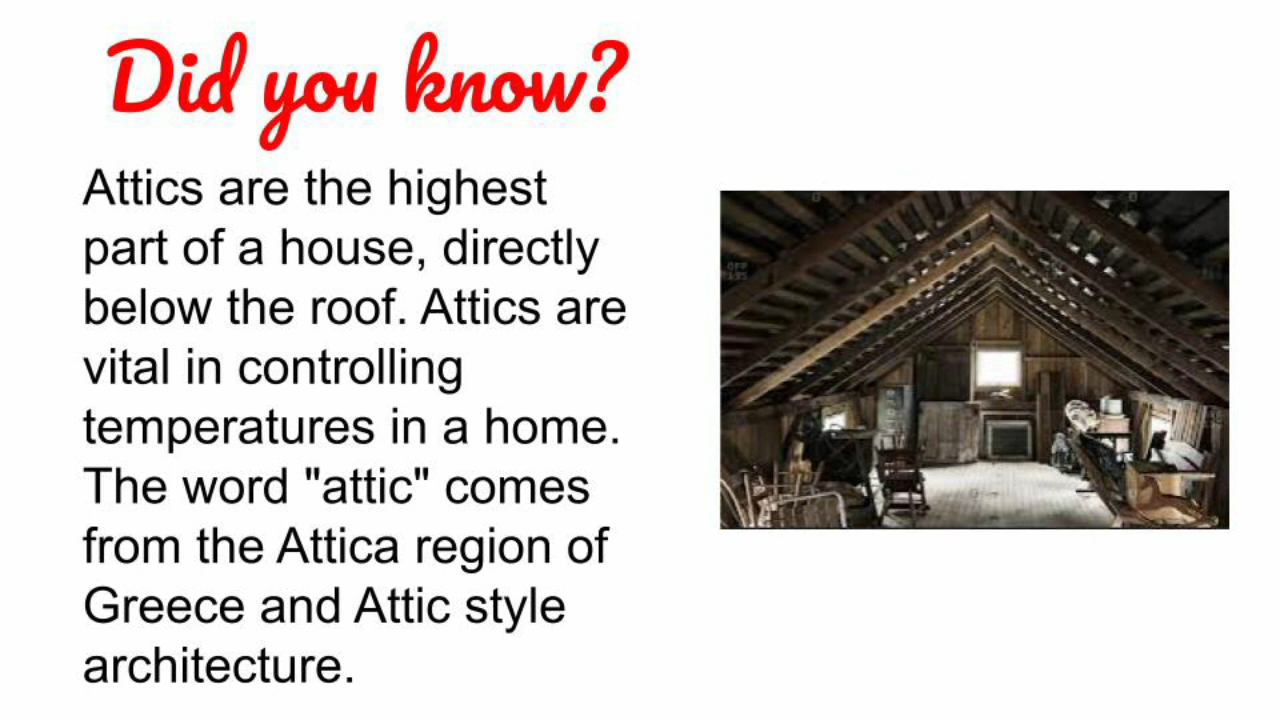 Did you know?
Attics are the highest
part of a house, directly
below the roof. Attics are
vital in controlling
temperatures in a home.
The word "attic" comes
from the Attica region of
Greece and Attic style
architecture.